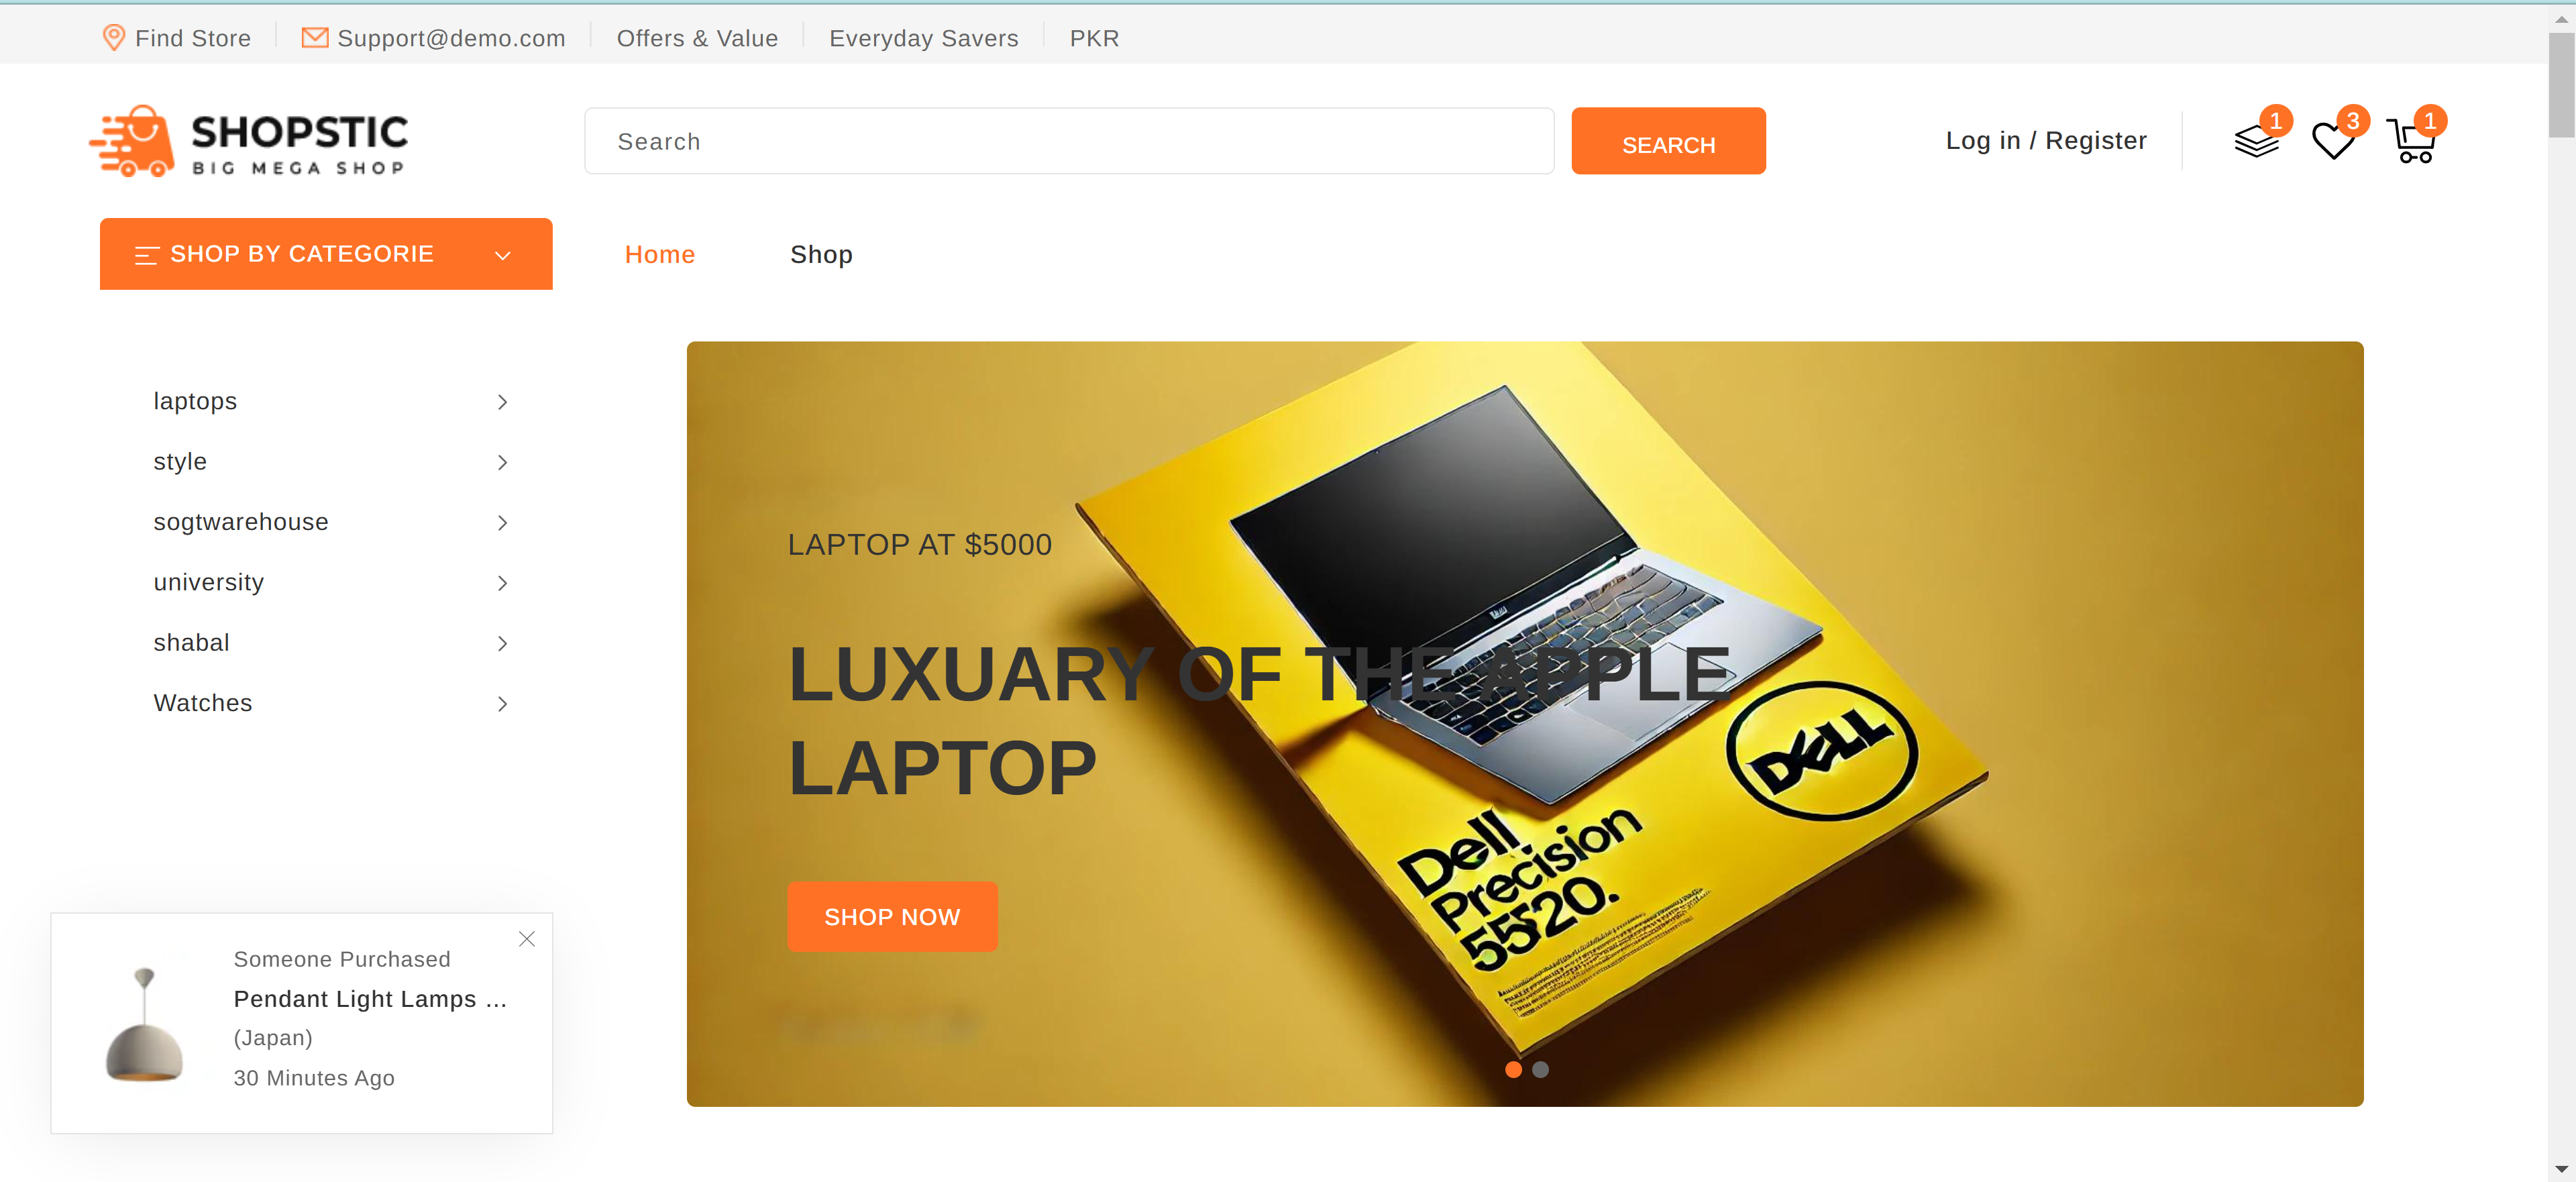 Find Store
Support@demo.com
Offers & Value
Everyday Savers
PKR
SHOPSTIC
BIG MEGA SHOP
Search
SEARCH
Log in / Register
1
3
1
SHOP BY CATEGORIE
Home
Shop
laptops
style
sogtwarehouse
university
shabal
Watches
LAPTOP AT $5000
LUXUARY OF THE APPLE
LAPTOP
SHOP NOW
DELL
Dell
Precision
5520.
Someone Purchased
Pendant Light Lamps ...
(Japan)
30 Minutes Ago